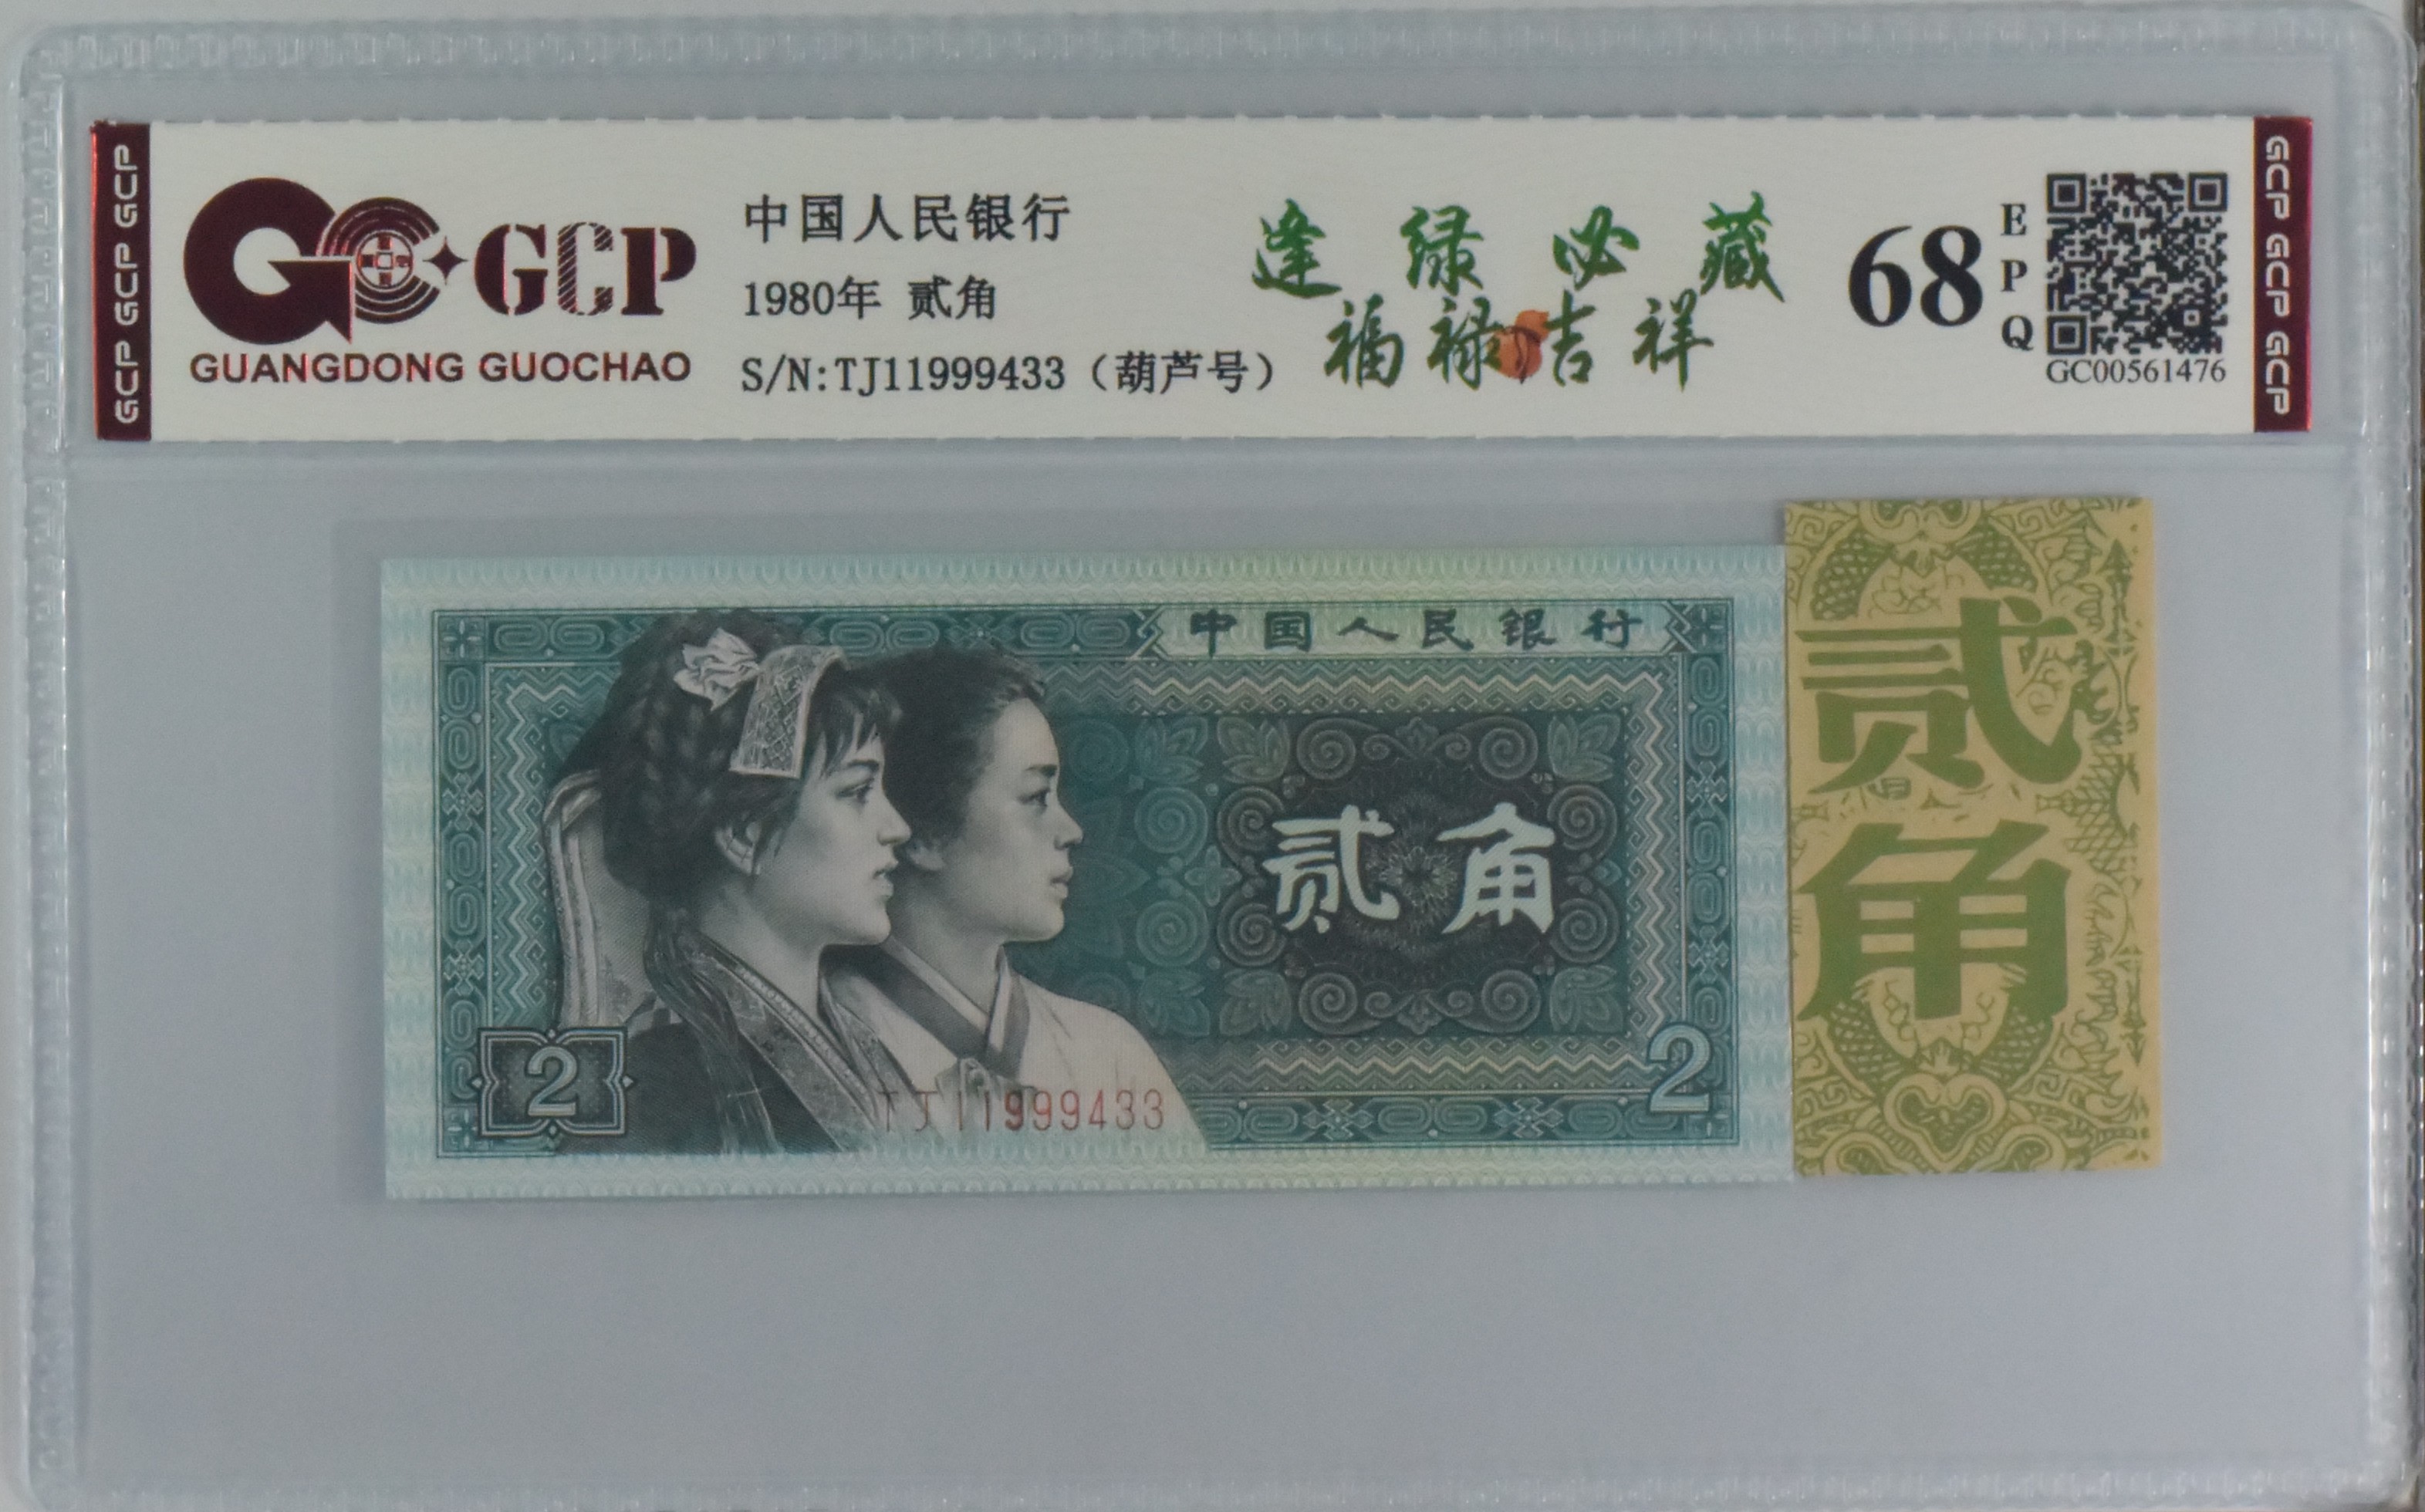 GCP GCP GCP
GC GCP
GUANGDONG GUOCHAO
中国人民银行
1980年 贰角
S/N:TJ11999433（葫芦号）
逢绿必藏
福禄吉祥
68
EPQ
GC00561476
GCP GCP GCP
中国人民银行
贰角
2
TJ11999433
2
贰角